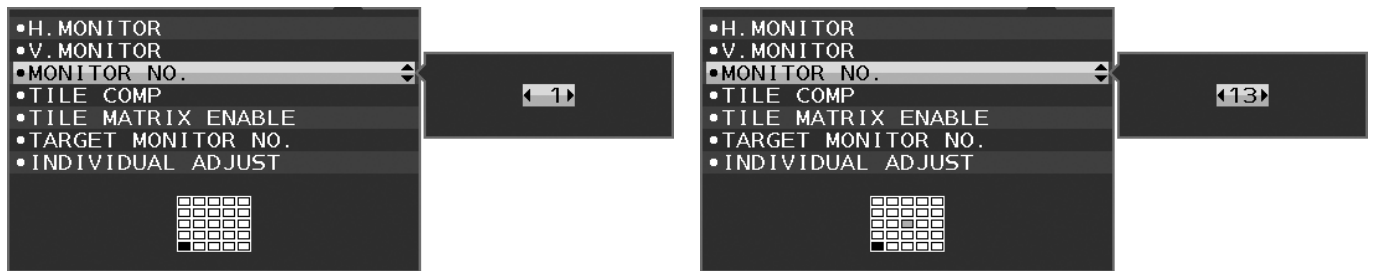 •H.MONITOR
•V.MONITOR
•MONITOR NO.
•TILE COMP
•TILE MATRIX ENABLE
•TARGET MONITOR NO.
•INDIVIDUAL ADJUST
1
•H.MONITOR
•V.MONITOR
•MONITOR NO.
•TILE COMP
•TILE MATRIX ENABLE
•TARGET MONITOR NO.
•INDIVIDUAL ADJUST
13